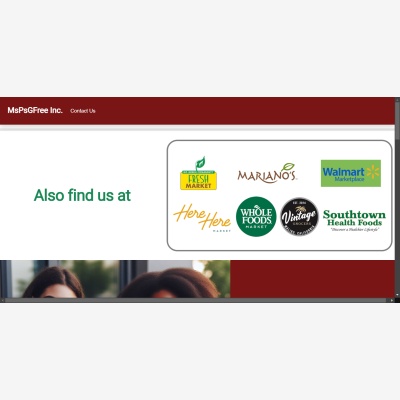 MsPsGFree Inc. Contact Us
Also find us at
FRESH
MARKET
MARIANO'S.
Walmart
Marketplace
Here Here
MARKET
WHOLE
FOODS
MARKET
Vintage
Southtown
Health Foods
"Discover a Healthier Lifestyle"